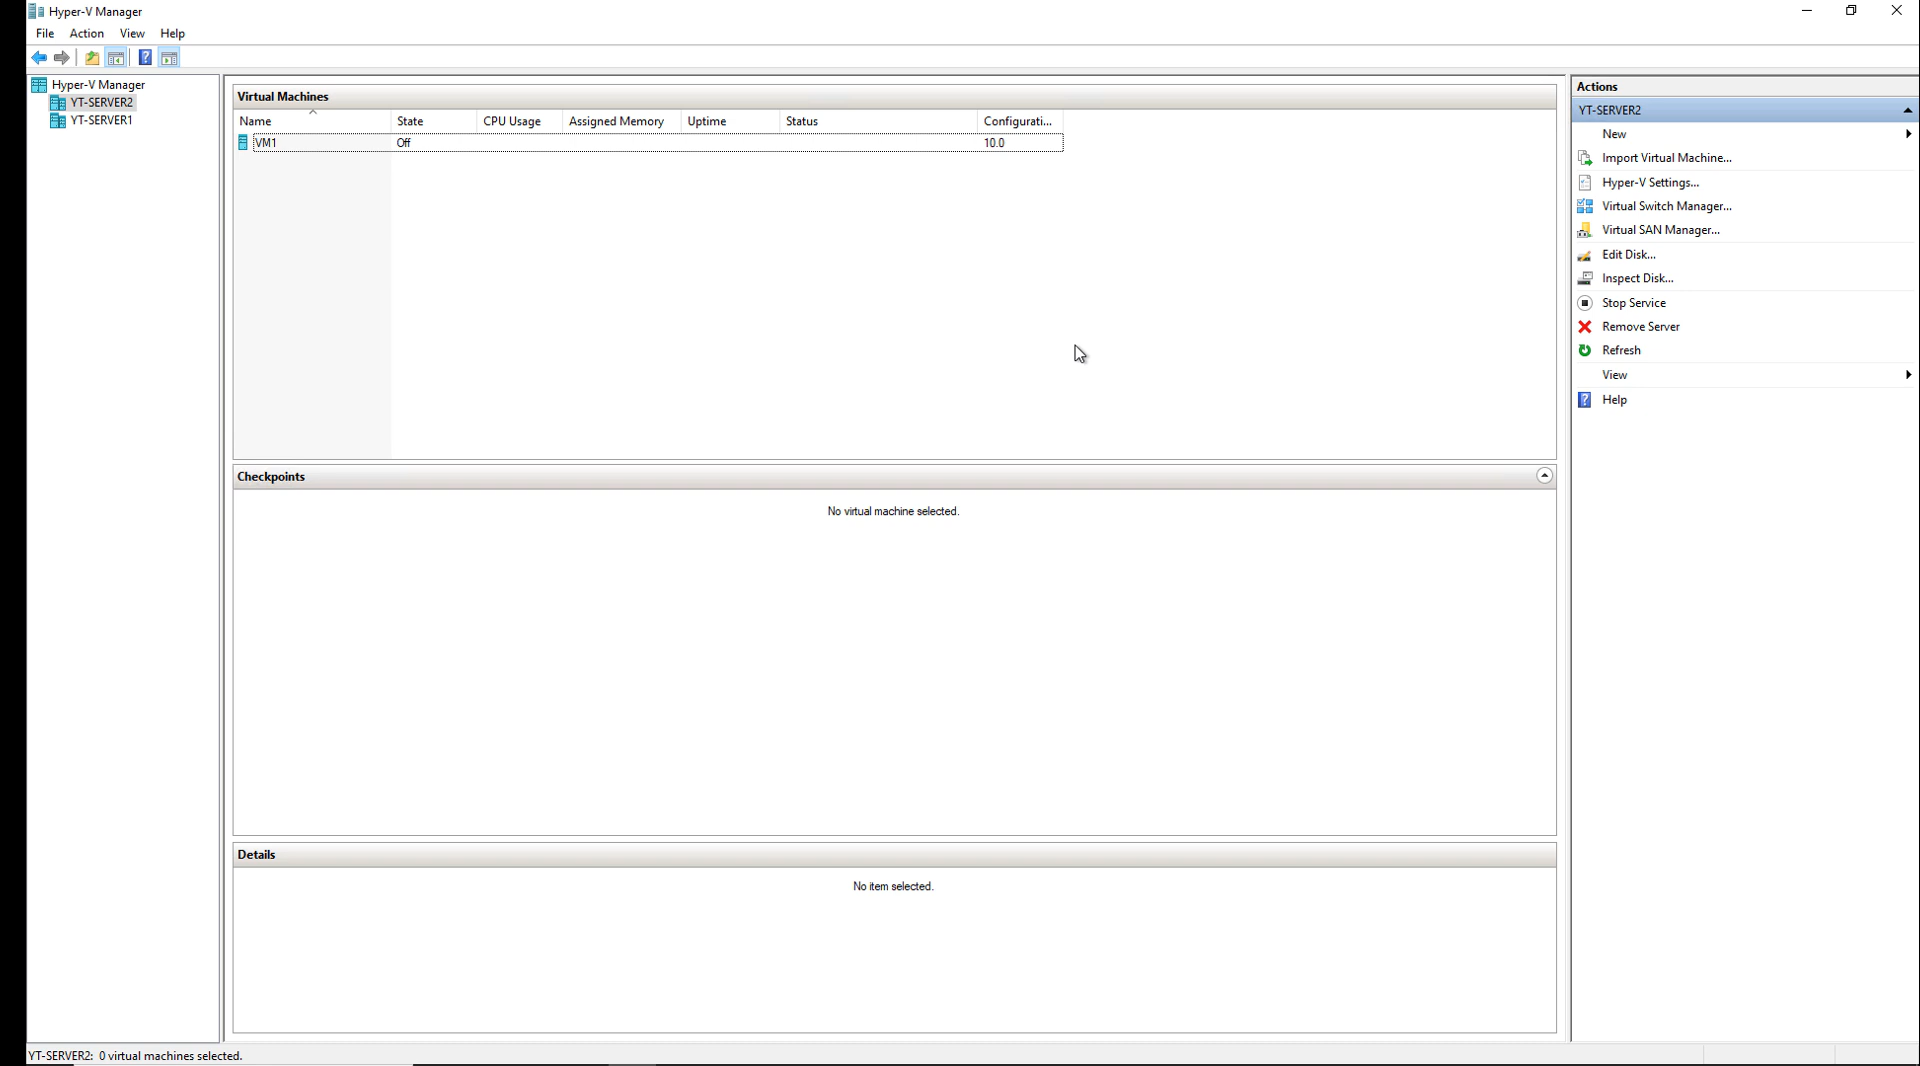 Hyper-V Manager
File Action View Help
Hyper-V Manager
YT-SERVER2
YT-SERVER1
Virtual Machines
Name State CPU Usage Assigned Memory Uptime Status Configurati...
VM1 Off 10.0
Checkpoints
No virtual machine selected.
Details
No item selected.
Actions
YT-SERVER2
New
Import Virtual Machine...
Hyper-V Settings...
Virtual Switch Manager...
Virtual SAN Manager...
Edit Disk...
Inspect Disk...
Stop Service
Remove Server
Refresh
View
Help
YT-SERVER2: 0 virtual machines selected.